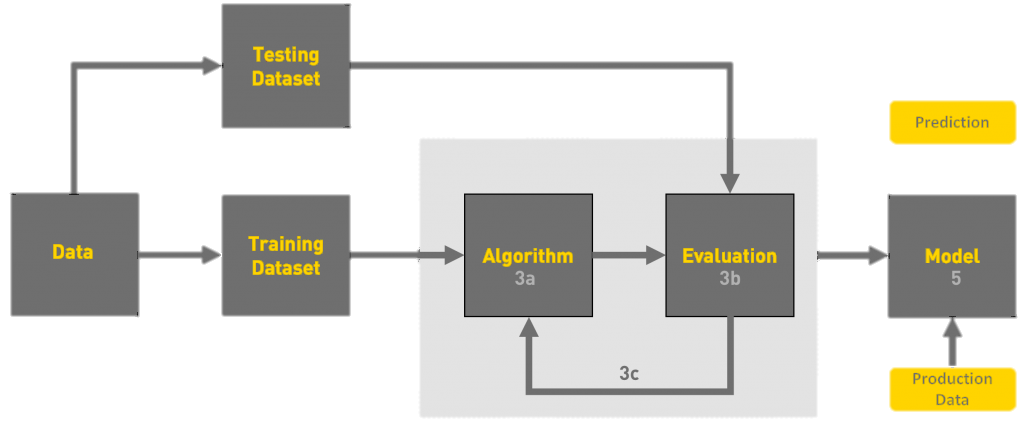 Testing
Dataset
Prediction
Data
Training
Dataset
Algorithm
3a
Evaluation
3b
Model
5
3c
Production
Data